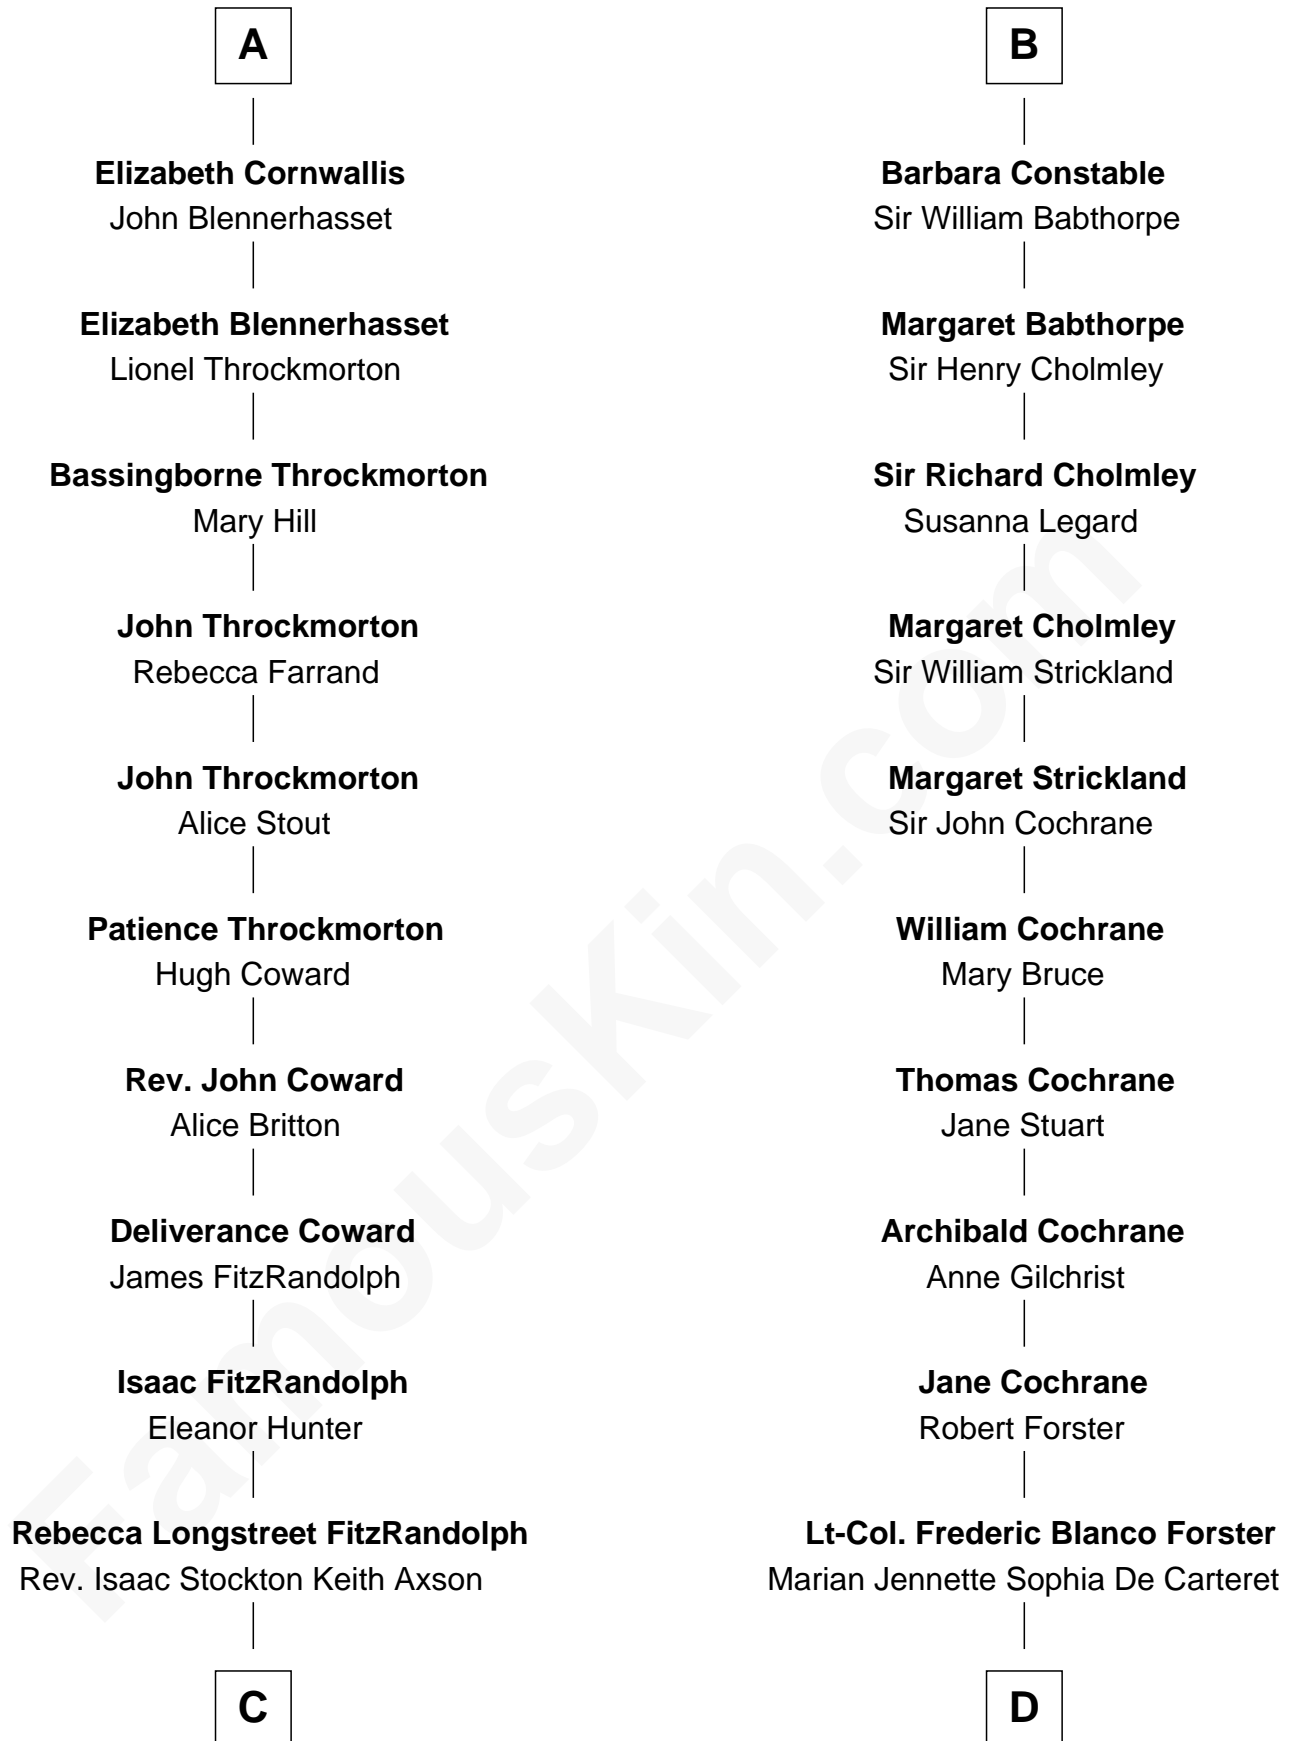 A
Elizabeth Cornwallis
John Blennerhasset
Elizabeth Blennerhasset
Lionel Throckmorton
Bassingborne Throckmorton
Mary Hill
John Throckmorton
Rebecca Farrand
John Throckmorton
Alice Stout
Patience Throckmorton
Hugh Coward
Rev. John Coward
Alice Britton
Deliverance Coward
James FitzRandolph
Isaac FitzRandolph
Eleanor Hunter
Rebecca Longstreet FitzRandolph
Rev. Isaac Stockton Keith Axson
C
B
Barbara Constable
Sir William Babthorpe
Margaret Babthorpe
Sir Henry Cholmley
Sir Richard Cholmley
Susanna Legard
Margaret Cholmley
Sir William Strickland
Margaret Strickland
Sir John Cochrane
William Cochrane
Mary Bruce
Thomas Cochrane
Jane Stuart
Archibald Cochrane
Anne Gilchrist
Jane Cochrane
Robert Forster
Lt-Col. Frederic Blanco Forster
Marian Jennette Sophia De Carteret
D
FamousKin.com